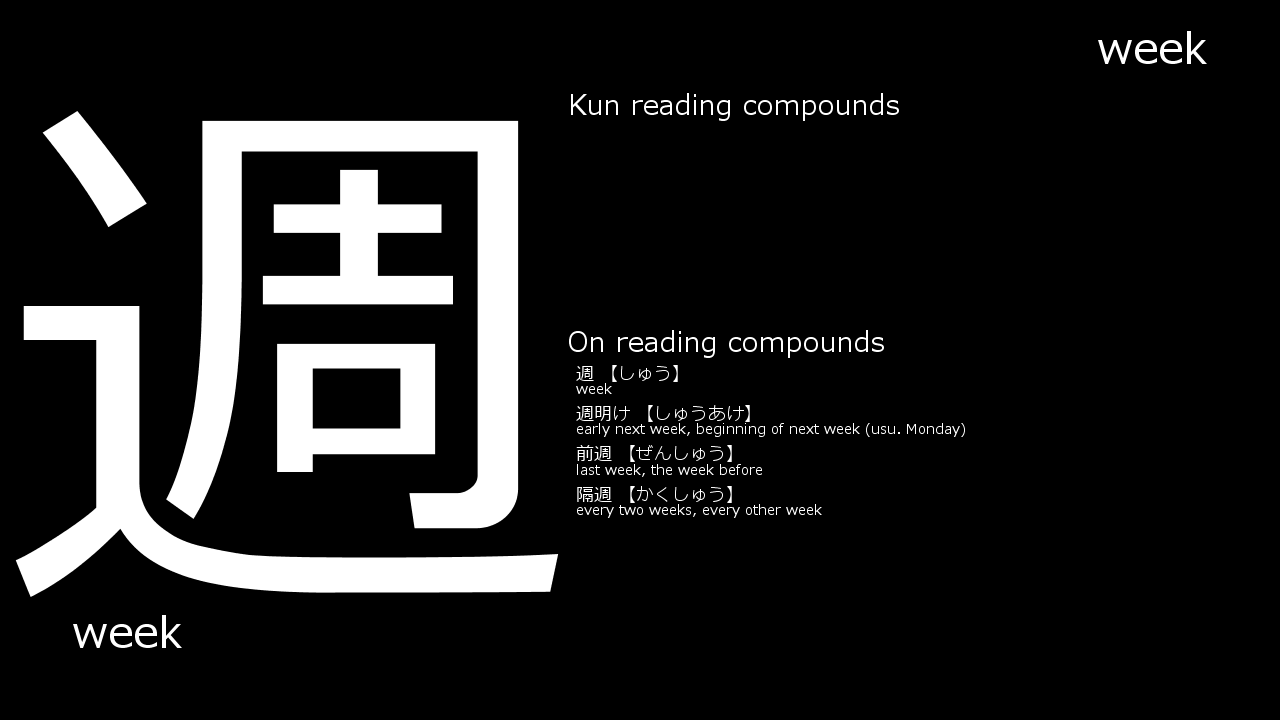 week
週
Kun reading compounds
On reading compounds
週 【しゅう】
week
週明け 【しゅうあけ】
early next week, beginning of next week (usu. Monday)
前週 【ぜんしゅう】
last week, the week before
隔週 【かくしゅう】
every two weeks, every other week
week